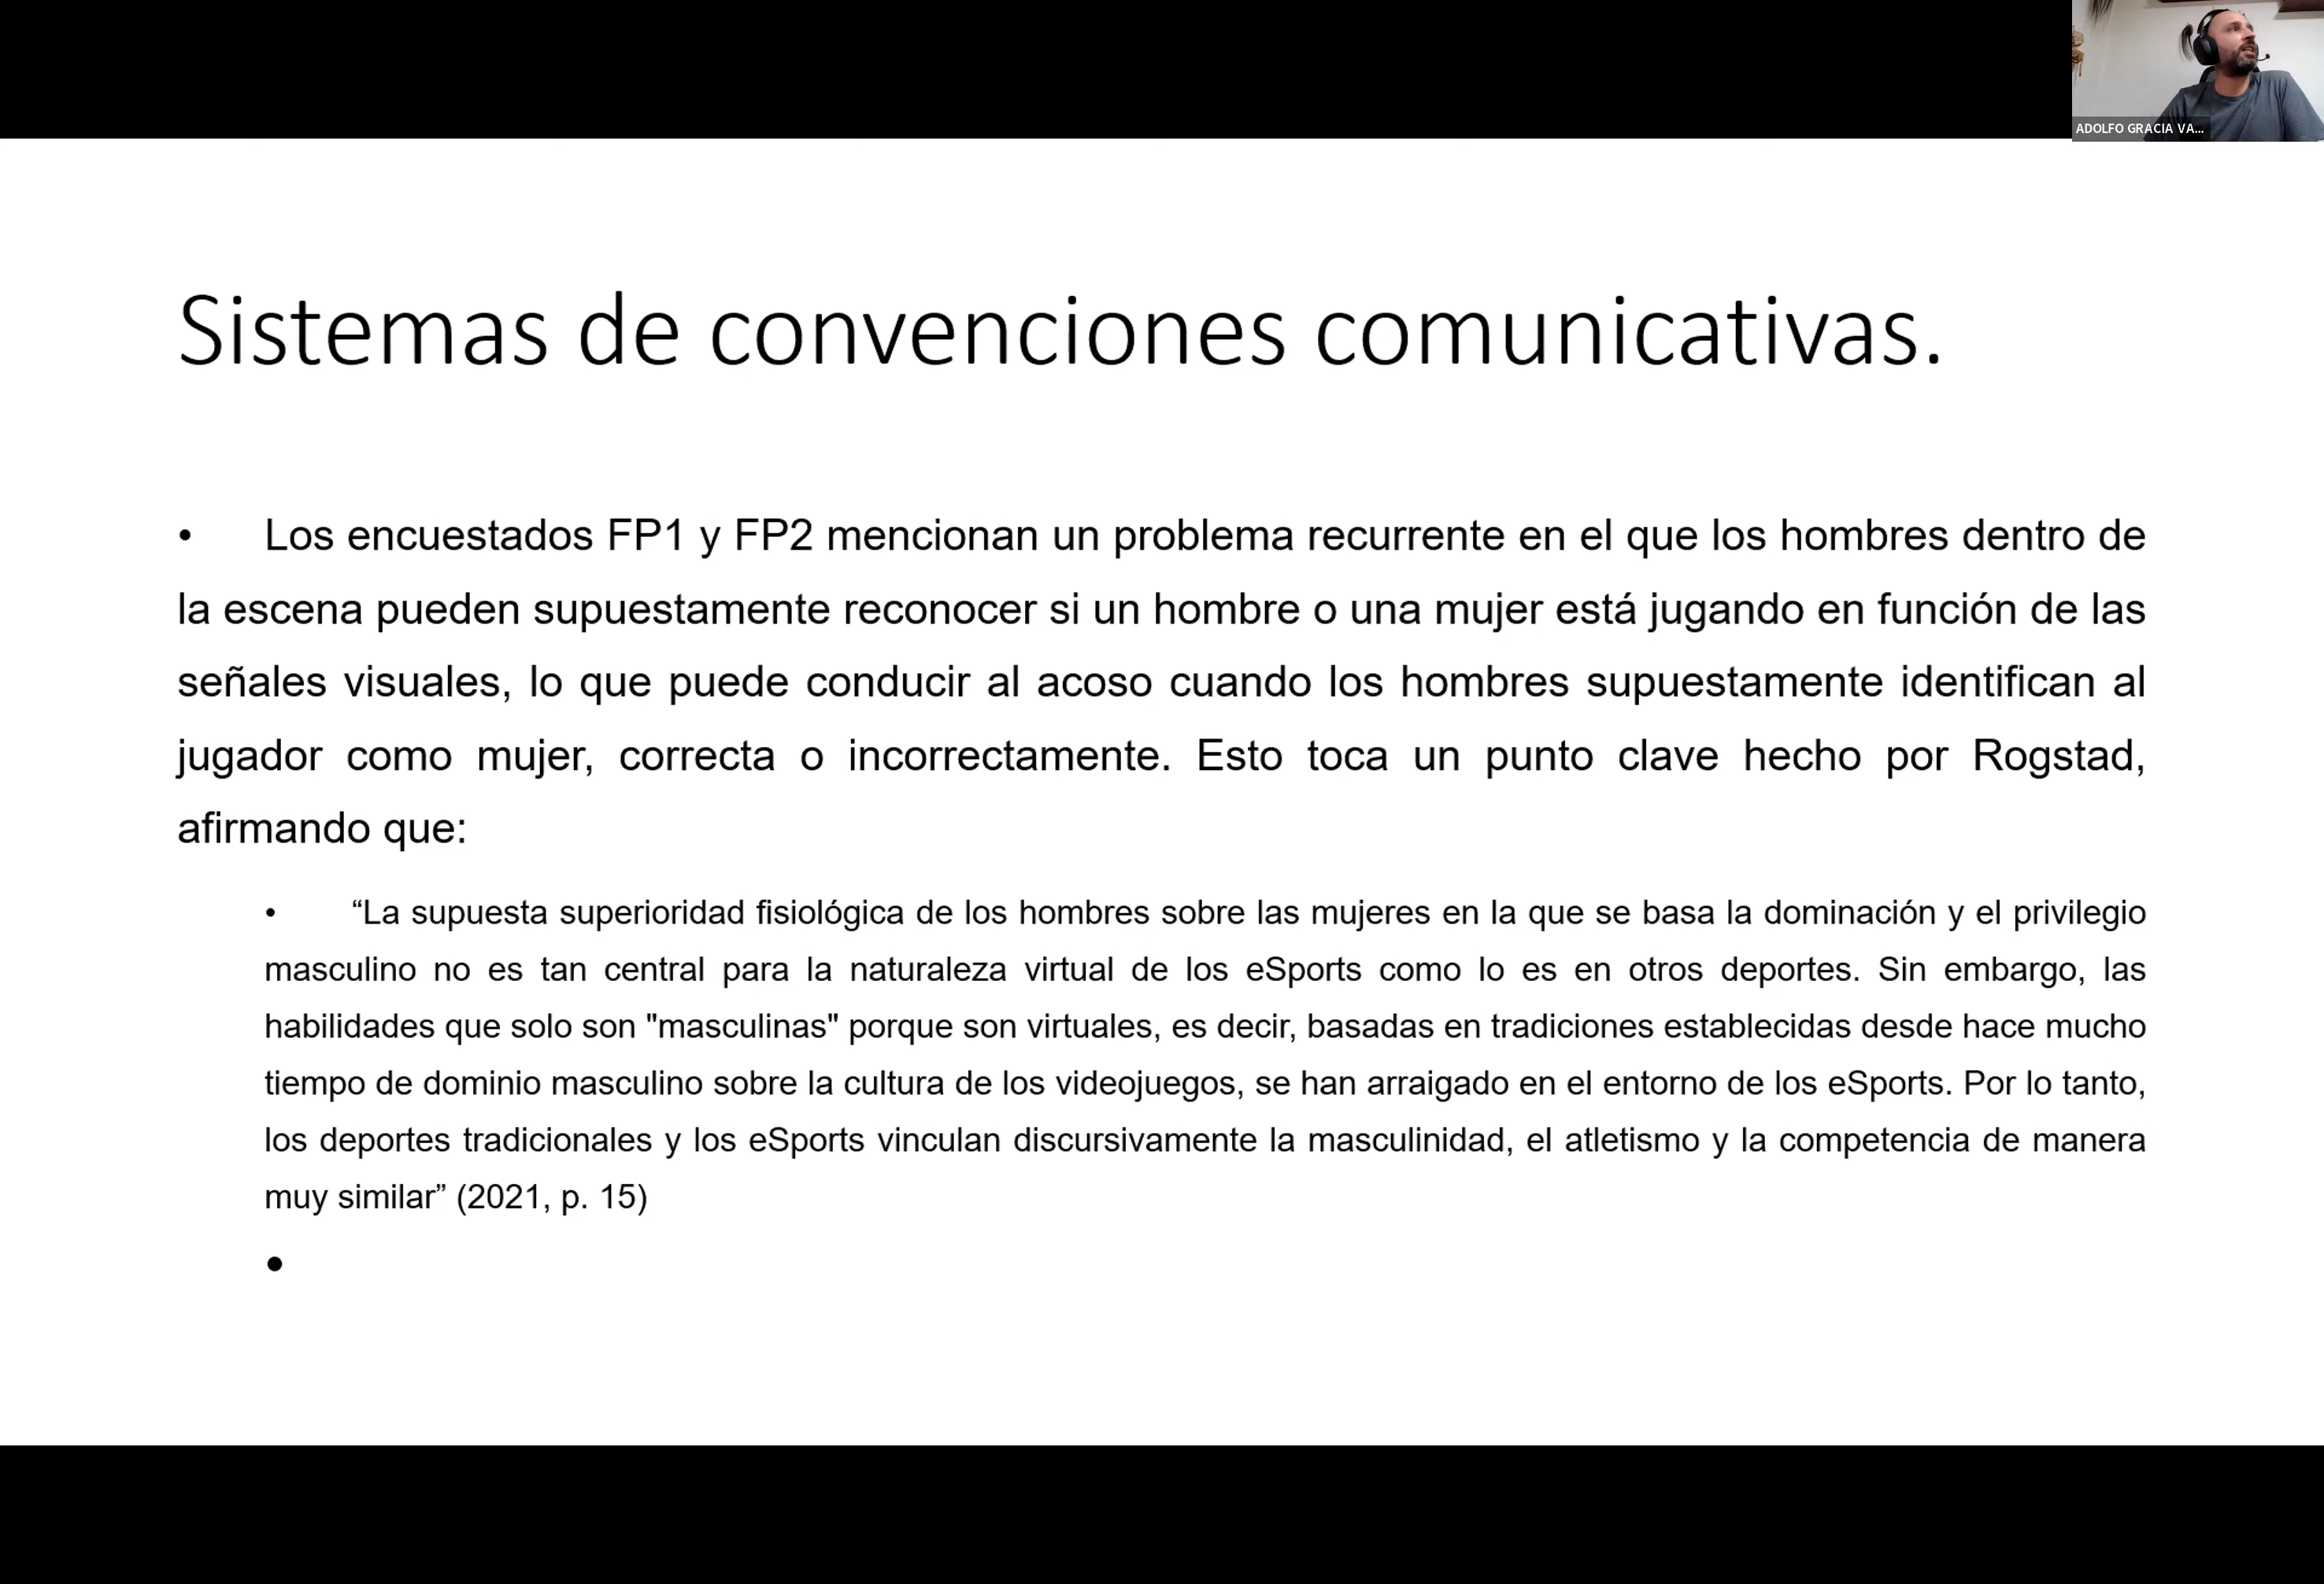 ADOLFO GRACIA VA...
Sistemas de convenciones comunicativas.
• Los encuestados FP1 y FP2 mencionan un problema recurrente en el que los hombres dentro de
la escena pueden supuestamente reconocer si un hombre o una mujer está jugando en función de las
señales visuales, lo que puede conducir al acoso cuando los hombres supuestamente identifican al
jugador como mujer, correcta o incorrectamente. Esto toca un punto clave hecho por Rogstad,
afirmando que:
• “La supuesta superioridad fisiológica de los hombres sobre las mujeres en la que se basa la dominación y el privilegio
masculino no es tan central para la naturaleza virtual de los eSports como lo es en otros deportes. Sin embargo, las
habilidades que solo son "masculinas" porque son virtuales, es decir, basadas en tradiciones establecidas desde hace mucho
tiempo de dominio masculino sobre la cultura de los videojuegos, se han arraigado en el entorno de los eSports. Por lo tanto,
los deportes tradicionales y los eSports vinculan discursivamente la masculinidad, el atletismo y la competencia de manera
muy similar” (2021, p. 15)
•